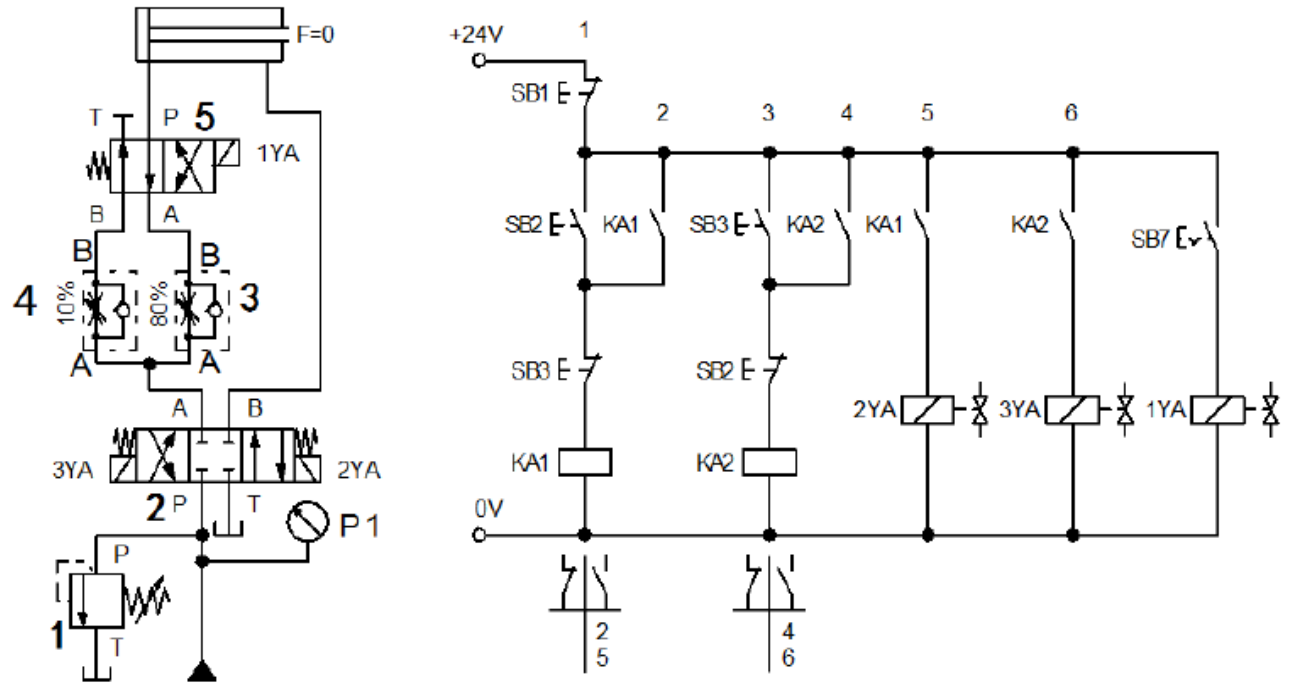 F=0
T P 5
1YA
B A
B B
4 10% 80% 3
A A
A B
3YA 2YA
2 P T
P1
P
1 T
1
+24V
SB1
2 3 4 5 6
SB2 KA1 SB3 KA2 KA1 KA2 SB7
SB3 SB2
2YA 3YA 1YA
KA1 KA2
0V
2 4
5 6